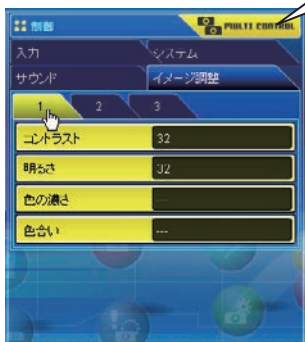 制御 MULTI CONTROL
入力 システム
サウンド イメージ調整
1 2 3
コントラスト 32
明るさ 32
色の濃さ ---
色合い ---